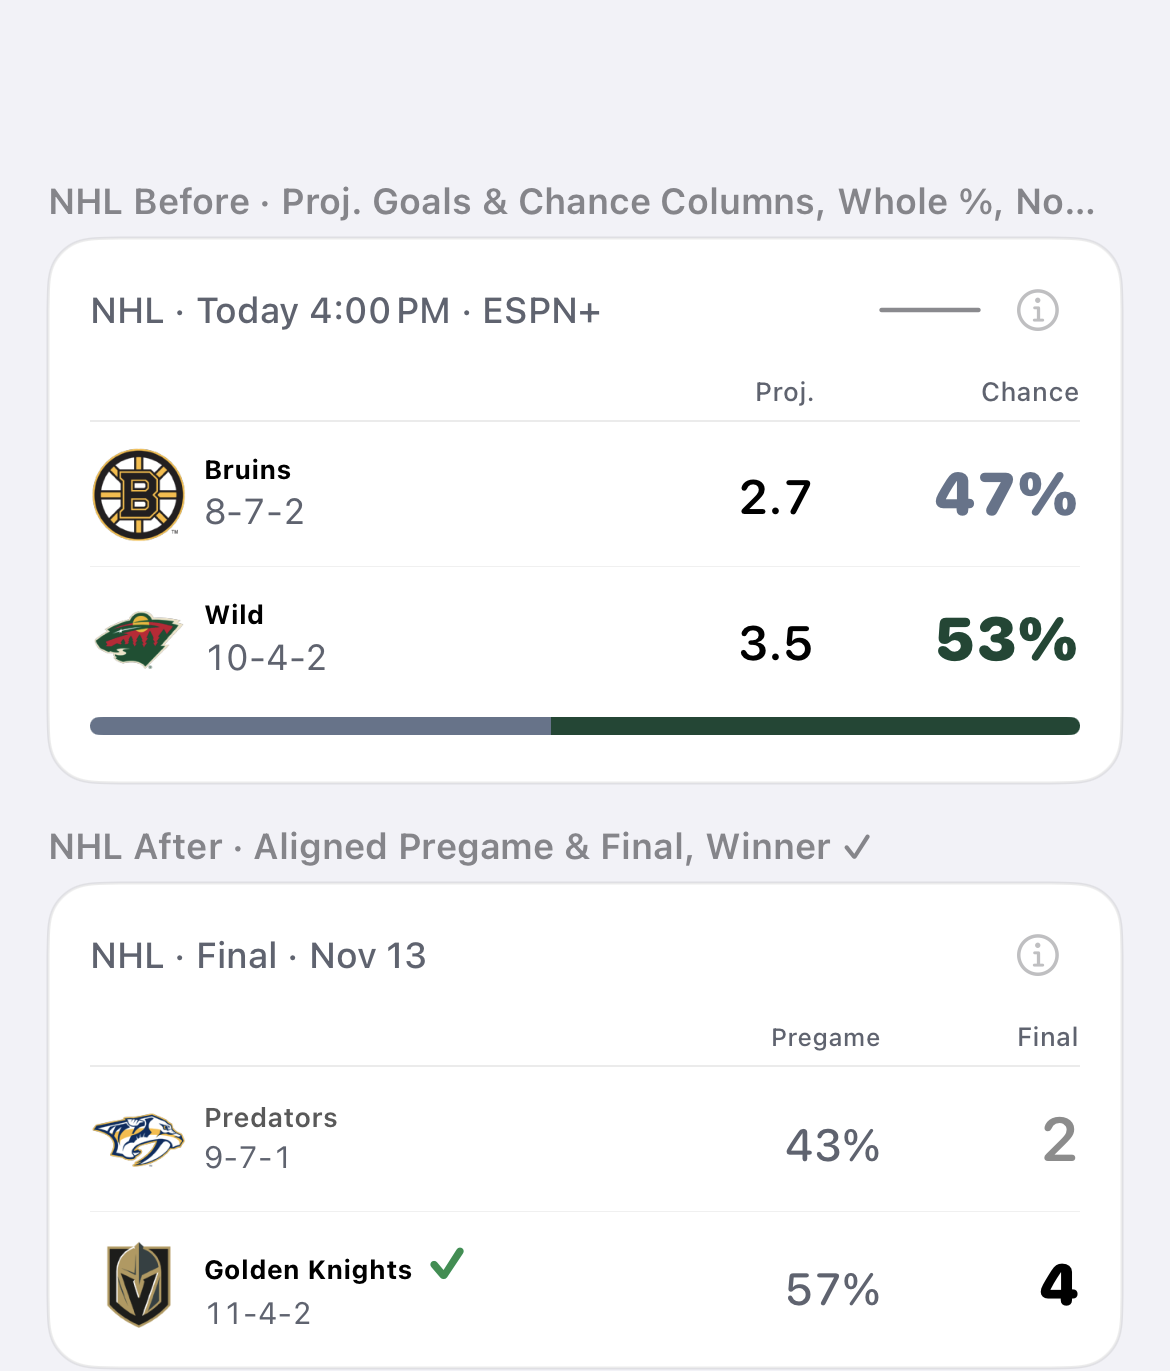 NHL Before · Proj. Goals & Chance Columns, Whole %, No...
NHL · Today 4:00 PM · ESPN+
Proj. Chance
Bruins
8-7-2
2.7 47%
Wild
10-4-2
3.5 53%
NHL After · Aligned Pregame & Final, Winner ✓
NHL · Final · Nov 13
Pregame Final
Predators
9-7-1
43% 2
Golden Knights
11-4-2
57% 4